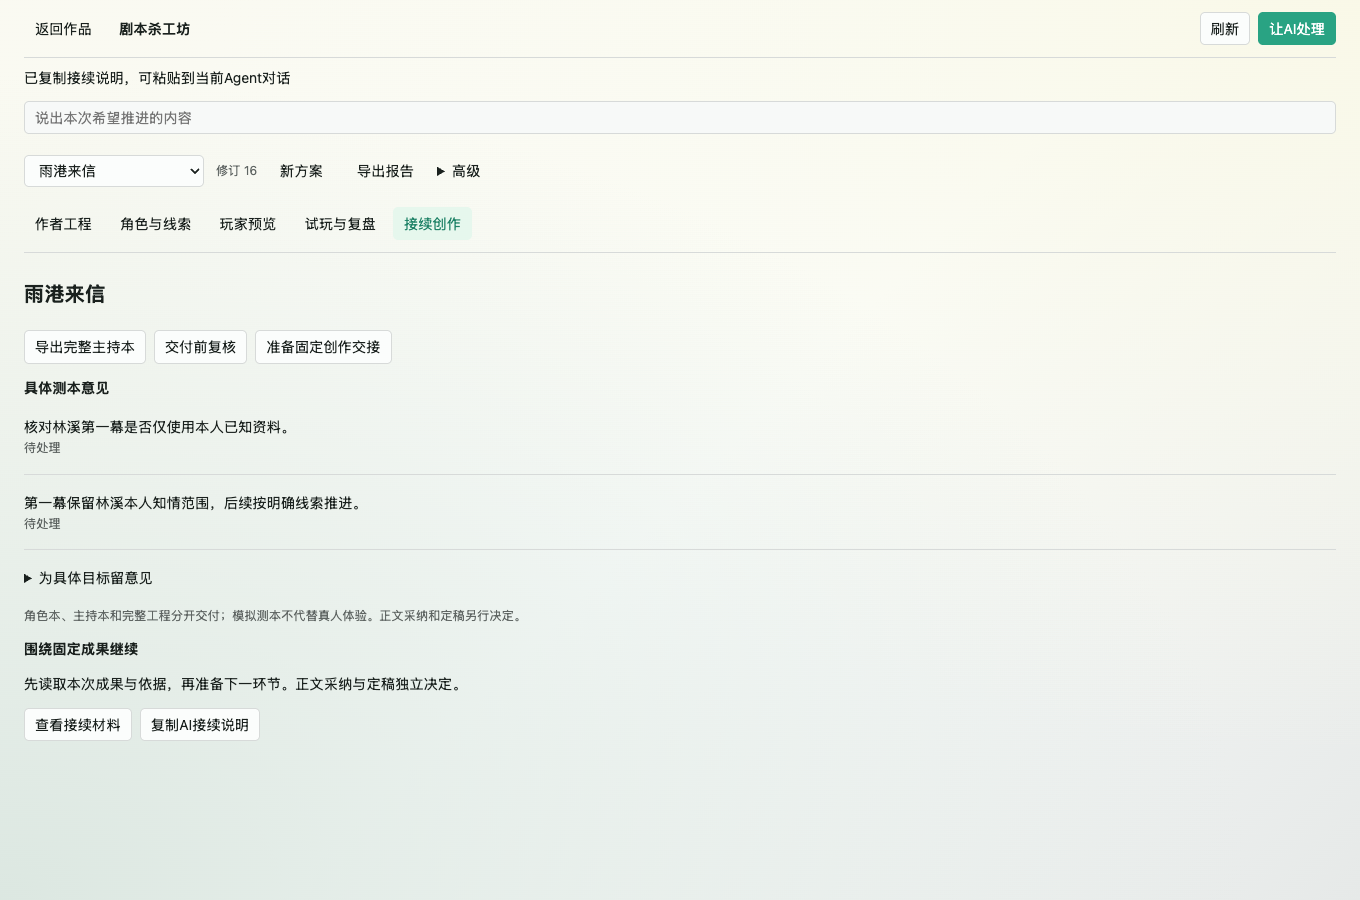 返回作品 剧本杀工坊 刷新 让AI处理
已复制接续说明，可粘贴到当前Agent对话
说出本次希望推进的内容
雨港来信 修订 16 新方案 导出报告 高级
作者工程 角色与线索 玩家预览 试玩与复盘 接续创作
雨港来信
导出完整主持本 交付前复核 准备固定创作交接
具体测本意见
核对林溪第一幕是否仅使用本人已知资料。
待处理
第一幕保留林溪本人知情范围，后续按明确线索推进。
待处理
为具体目标留意见
角色本、主持本和完整工程分开交付；模拟测本不代替真人体验。正文采纳和定稿另行决定。
围绕固定成果继续
先读取本次成果与依据，再准备下一环节。正文采纳与定稿独立决定。
查看接续材料 复制AI接续说明